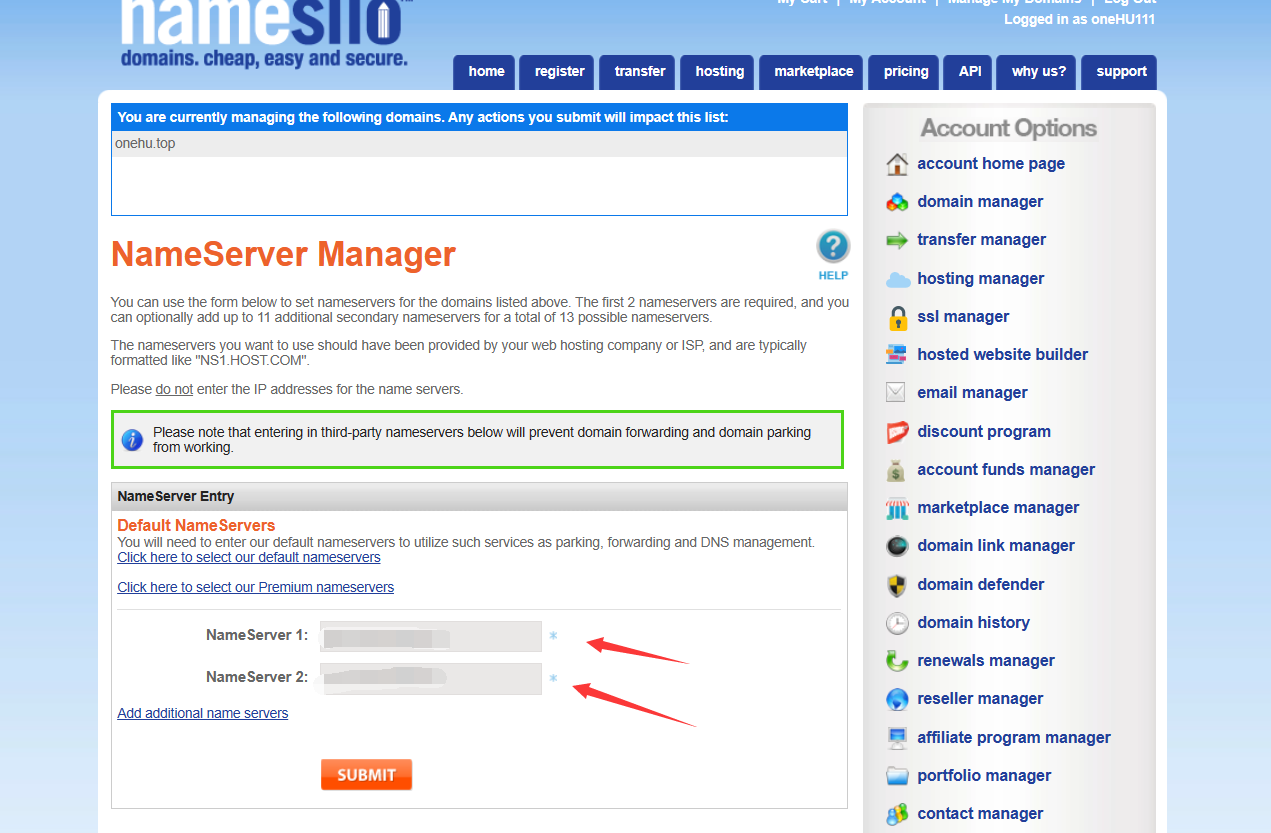 My Cart | My Account | Manage My Domains | Log Out
Logged in as oneHU111
namesilo
domains. cheap, easy and secure.
home register transfer hosting marketplace pricing API why us? support
You are currently managing the following domains. Any actions you submit will impact this list:
onehu.top
NameServer Manager
HELP
You can use the form below to set nameservers for the domains listed above. The first 2 nameservers are required, and you
can optionally add up to 11 additional secondary nameservers for a total of 13 possible nameservers.
The nameservers you want to use should have been provided by your web hosting company or ISP, and are typically
formatted like "NS1.HOST.COM".
Please do not enter the IP addresses for the name servers.
Please note that entering in third-party nameservers below will prevent domain forwarding and domain parking
from working.
NameServer Entry
Default NameServers
You will need to enter our default nameservers to utilize such services as parking, forwarding and DNS management.
Click here to select our default nameservers
Click here to select our Premium nameservers
NameServer 1: *
NameServer 2: *
Add additional name servers
SUBMIT
Account Options
account home page
domain manager
transfer manager
hosting manager
ssl manager
hosted website builder
email manager
discount program
account funds manager
marketplace manager
domain link manager
domain defender
domain history
renewals manager
reseller manager
affiliate program manager
portfolio manager
contact manager